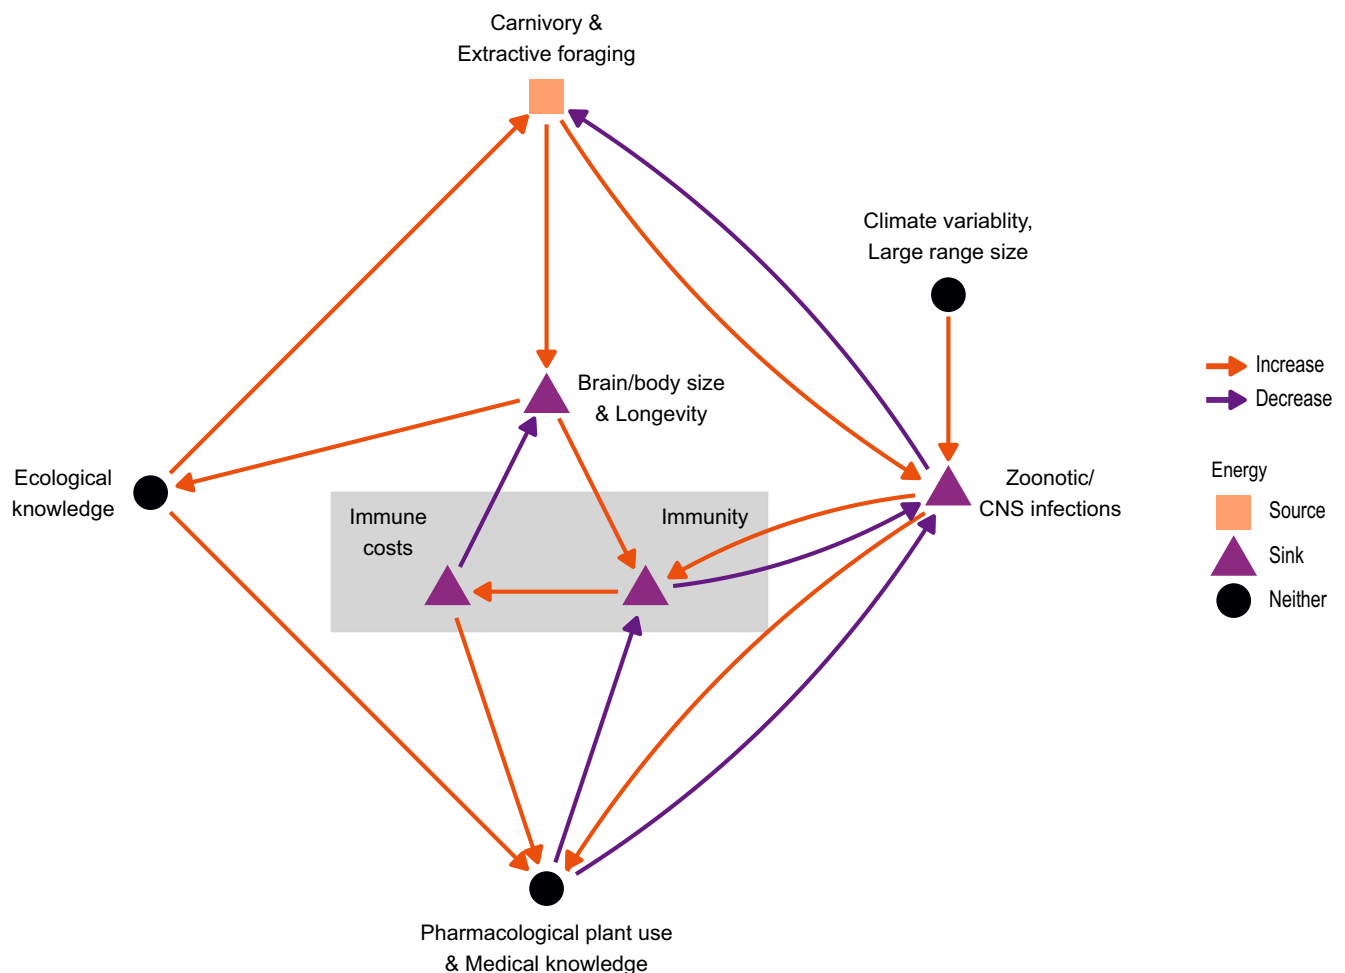 Carnivory &
Extractive foraging
Climate variablity,
Large range size
Increase
Decrease
Brain/body size
& Longevity
Ecological
knowledge
Immune
costs
Immunity
Zoonotic/
CNS infections
Energy
Source
Sink
Neither
Pharmacological plant use
& Medical knowledge